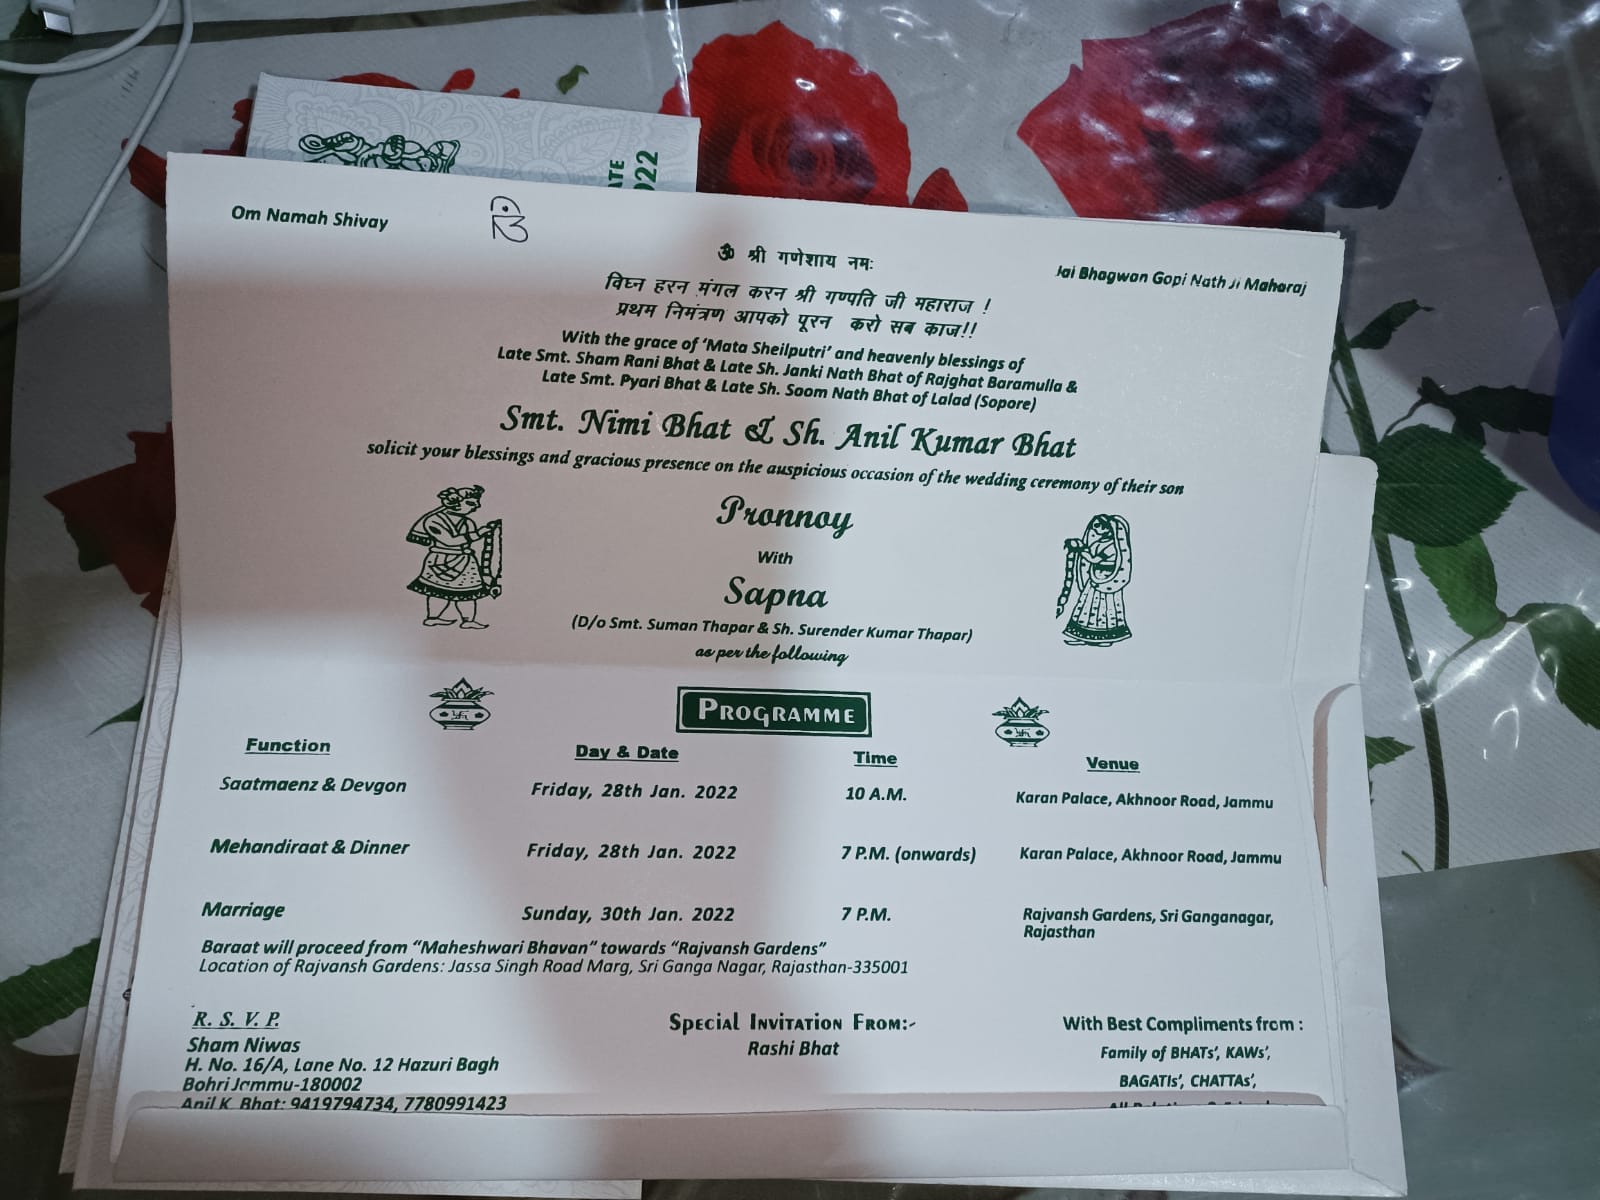 ATE
022
Om Namah Shivay
ॐ श्री गणेशाय नमः
Jai Bhagwan Gopi Nath Ji Maharaj
विघ्न हरन मंगल करन श्री गणपति जी महाराज !
प्रथम निमंत्रण आपको पूरन करो सब काज!!
With the grace of ‘Mata Sheilputri’ and heavenly blessings of
Late Smt. Sham Rani Bhat & Late Sh. Janki Nath Bhat of Rajghat Baramulla &
Late Smt. Pyari Bhat & Late Sh. Soom Nath Bhat of Lalad (Sopore)
Smt. Nimi Bhat & Sh. Anil Kumar Bhat
solicit your blessings and gracious presence on the auspicious occasion of the wedding ceremony of their son
Pronnoy
With
Sapna
(D/o Smt. Suman Thapar & Sh. Surender Kumar Thapar)
as per the following
PROGRAMME
Function Day & Date Time Venue
Saatmaenz & Devgon Friday, 28th Jan. 2022 10 A.M. Karan Palace, Akhnoor Road, Jammu
Mehandiraat & Dinner Friday, 28th Jan. 2022 7 P.M. (onwards) Karan Palace, Akhnoor Road, Jammu
Marriage Sunday, 30th Jan. 2022 7 P.M. Rajvansh Gardens, Sri Ganganagar,
Rajasthan
Baraat will proceed from “Maheshwari Bhavan” towards “Rajvansh Gardens”
Location of Rajvansh Gardens: Jassa Singh Road Marg, Sri Ganga Nagar, Rajasthan-335001
R. S. V. P.
Sham Niwas
H. No. 16/A, Lane No. 12 Hazuri Bagh
Bohri Jammu-180002
Anil K. Bhat: 9419794734, 7780991423
SPECIAL INVITATION FROM:-
Rashi Bhat
With Best Compliments from :
Family of BHATs’, KAWs’,
BAGATIs’, CHATTAs’,